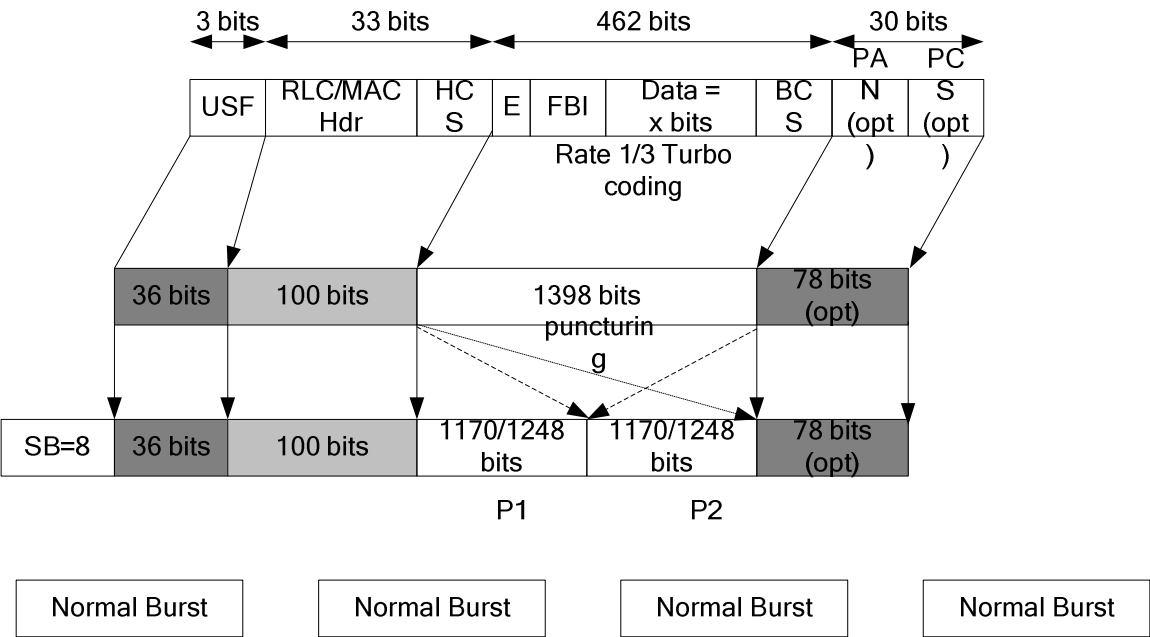 3 bits 33 bits 462 bits 30 bits
USF
RLC/MAC
Hdr
HC
S
E
FBI
Data =
x bits
BC
S
PA
N
(opt
)
PC
S
(opt
)
Rate 1/3 Turbo
coding
36 bits
100 bits
1398 bits
78 bits
(opt)
puncturin
g
SB=8
36 bits
100 bits
1170/1248
bits
1170/1248
bits
78 bits
(opt)
P1 P2
Normal Burst Normal Burst Normal Burst Normal Burst